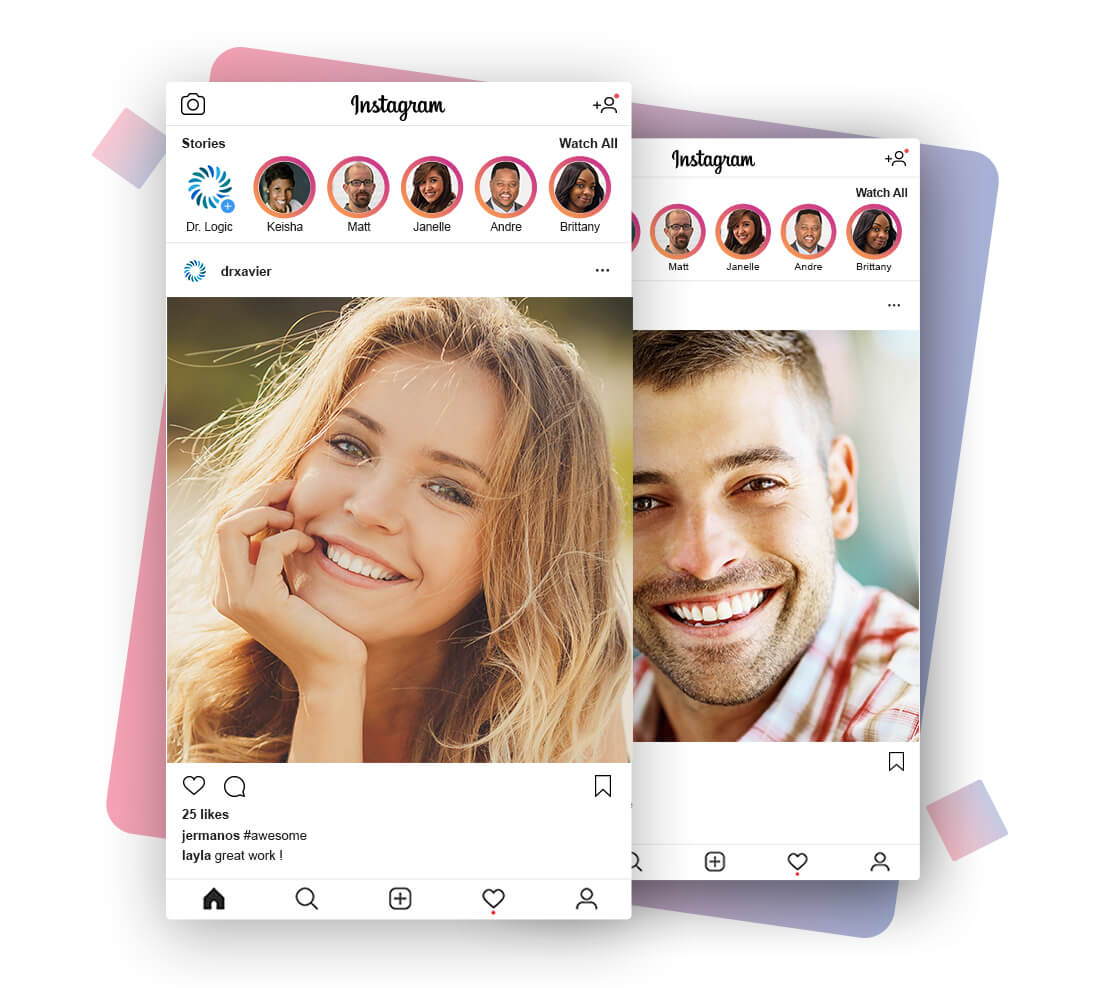 Instagram
Stories Watch All
Dr. Logic Keisha Matt Janelle Andre Brittany
drxavier
25 likes
jermanos #awesome
layla great work !
Instagram
Watch All
Matt Janelle Andre Brittany